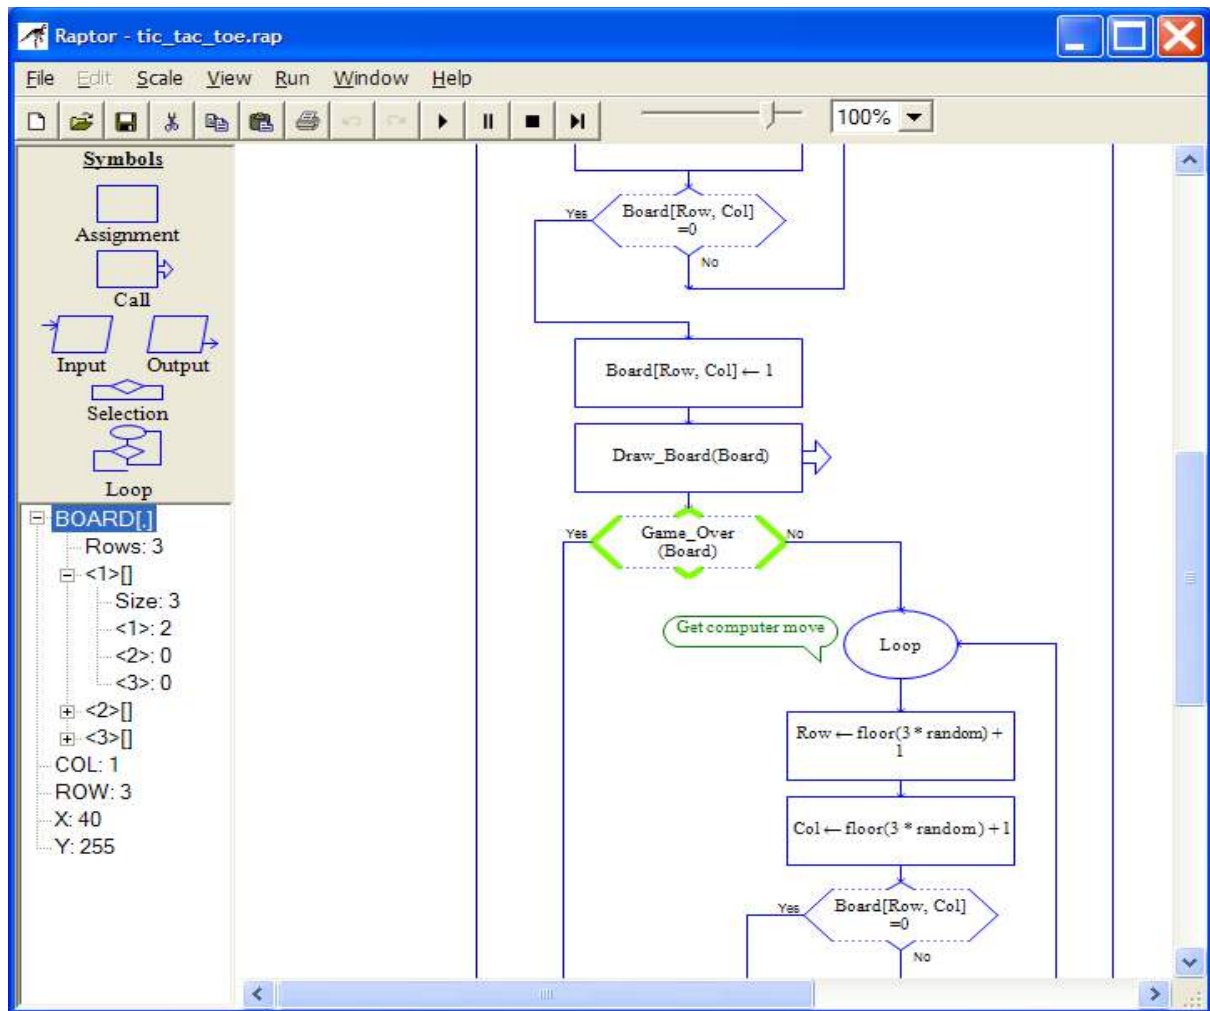 Raptor - tic_tac_toe.rap
File Edit Scale View Run Window Help
100%
Symbols
Assignment
Call
Input Output
Selection
Loop
BOARD[,]
Rows: 3
<1>[]
Size: 3
<1>: 2
<2>: 0
<3>: 0
<2>[]
<3>[]
COL: 1
ROW: 3
X: 40
Y: 255
Yes
Board[Row, Col]
=0
No
Board[Row, Col] ← 1
Draw_Board(Board)
Yes
Game_Over
(Board)
No
Get computer move
Loop
Row ← floor(3 * random) +
1
Col ← floor(3 * random) + 1
Yes
Board[Row, Col]
=0
No